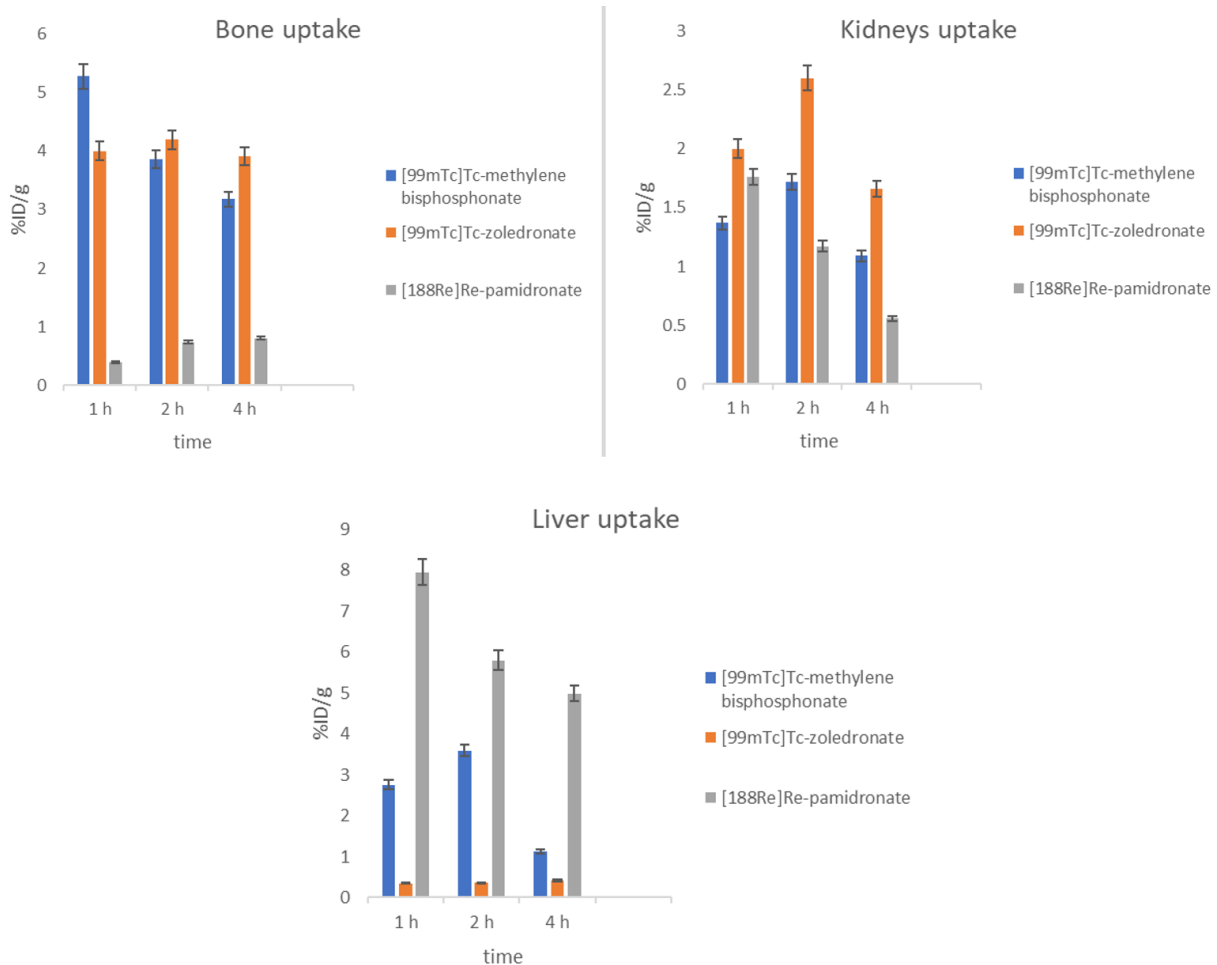 Bone uptake
6
5
4
3
2
1
0
%ID/g
1 h 2 h 4 h
time
[99mTc]Tc-methylene
bisphosphonate
[99mTc]Tc-zoledronate
[188Re]Re-pamidronate
Kidneys uptake
3
2.5
2
1.5
1
0.5
0
%ID/g
1 h 2 h 4 h
time
[99mTc]Tc-methylene
bisphosphonate
[99mTc]Tc-zoledronate
[188Re]Re-pamidronate
Liver uptake
9
8
7
6
5
4
3
2
1
0
%ID/g
1 h 2 h 4 h
time
[99mTc]Tc-methylene
bisphosphonate
[99mTc]Tc-zoledronate
[188Re]Re-pamidronate